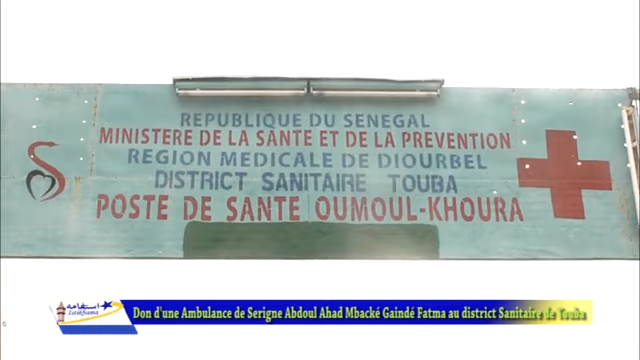 REPUBLIQUE DU SENEGAL
MINISTERE DE LA SANTE ET DE LA PREVENTION
REGION MEDICALE DE DIOURBEL
DISTRICT SANITAIRE TOUBA
POSTE DE SANTE OUMOUL-KHOURA
استقامة
Istikhama
Don d'une Ambulance de Serigne Abdoul Ahad Mbacké Gaindé Fatma au district Sanitaire de Touba